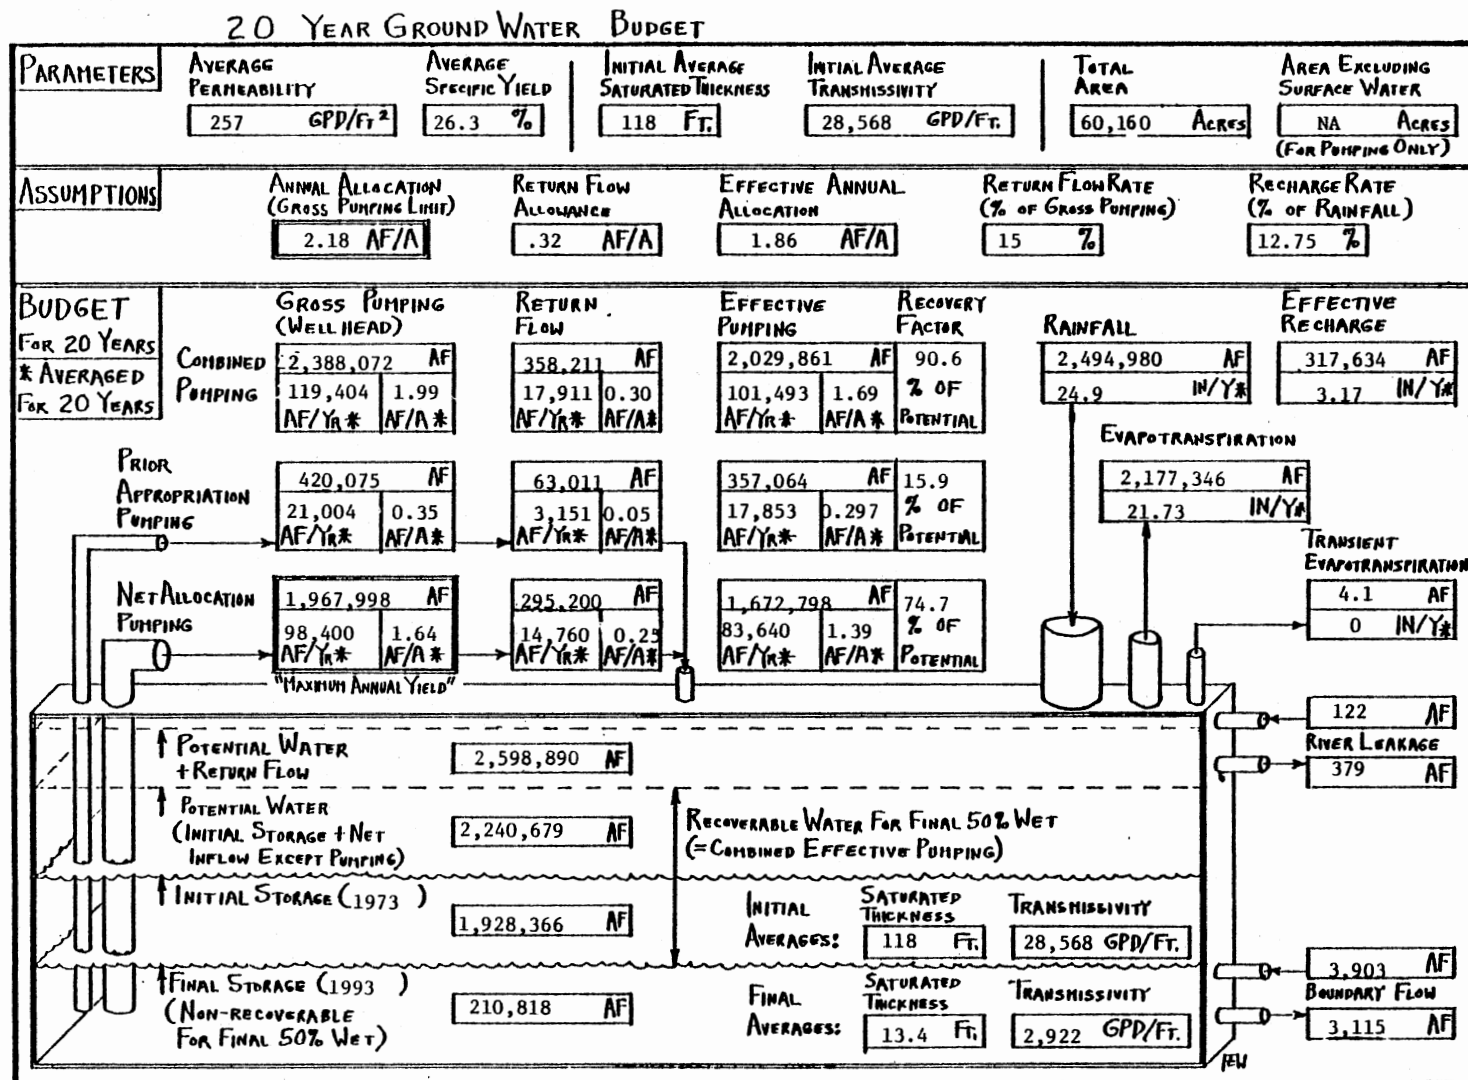 20 YEAR GROUND WATER BUDGET
PARAMETERS
AVERAGE PERMEABILITY
257 GPD/FT²
AVERAGE SPECIFIC YIELD
26.3 %
INITIAL AVERAGE SATURATED THICKNESS
118 FT.
INTIAL AVERAGE TRANSMISSIVITY
28,568 GPD/FT.
TOTAL AREA
60,160 ACRES
AREA EXCLUDING SURFACE WATER
NA ACRES
(FOR PUMPING ONLY)
ASSUMPTIONS
ANNUAL ALLOCATION
(GROSS PUMPING LIMIT)
2.18 AF/A
RETURN FLOW
ALLOWANCE
.32 AF/A
EFFECTIVE ANNUAL
ALLOCATION
1.86 AF/A
RETURN FLOW RATE
(% OF GROSS PUMPING)
15 %
RECHARGE RATE
(% OF RAINFALL)
12.75 %
BUDGET
FOR 20 YEARS
* AVERAGED
FOR 20 YEARS
GROSS PUMPING
(WELL HEAD)
RETURN
FLOW
EFFECTIVE
PUMPING
RECOVERY
FACTOR
RAINFALL
EFFECTIVE
RECHARGE
COMBINED
PUMPING
2,388,072 AF
119,404 1.99
AF/YR* AF/A*
358,211 AF
17,911 0.30
AF/YR* AF/A*
2,029,861 AF
101,493 1.69
AF/YR* AF/A*
90.6
% OF
POTENTIAL
2,494,980 AF
24.9 IN/Y*
317,634 AF
3.17 IN/Y*
EVAPOTRANSPIRATION
2,177,346 AF
21.73 IN/Y*
PRIOR
APPROPRIATION
PUMPING
420,075 AF
21,004 0.35
AF/YR* AF/A*
63,011 AF
3,151 0.05
AF/YR* AF/A*
357,064 AF
17,853 0.297
AF/YR* AF/A*
15.9
% OF
POTENTIAL
TRANSIENT
EVAPOTRANSPIRATION
4.1 AF
0 IN/Y*
NET ALLOCATION
PUMPING
1,967,998 AF
98,400 1.64
AF/YR* AF/A*
"MAXIMUM ANNUAL YIELD"
295,200 AF
14,760 0.25
AF/YR* AF/A*
1,672,798 AF
83,640 1.39
AF/YR* AF/A*
74.7
% OF
POTENTIAL
122 AF
RIVER LEAKAGE
379 AF
POTENTIAL WATER
+ RETURN FLOW
2,598,890 AF
POTENTIAL WATER
(INITIAL STORAGE + NET
INFLOW EXCEPT PUMPING)
2,240,679 AF
RECOVERABLE WATER FOR FINAL 50% WET
(=COMBINED EFFECTIVE PUMPING)
INITIAL STORAGE (1973 )
1,928,366 AF
INITIAL
AVERAGES:
SATURATED
THICKNESS
118 FT.
TRANSMISSIVITY
28,568 GPD/FT.
FINAL STORAGE (1993 )
(NON-RECOVERABLE
FOR FINAL 50% WET)
210,818 AF
FINAL
AVERAGES:
SATURATED
THICKNESS
13.4 FT.
TRANSMISSIVITY
2,922 GPD/FT.
3,903 AF
BOUNDARY FLOW
3,115 AF